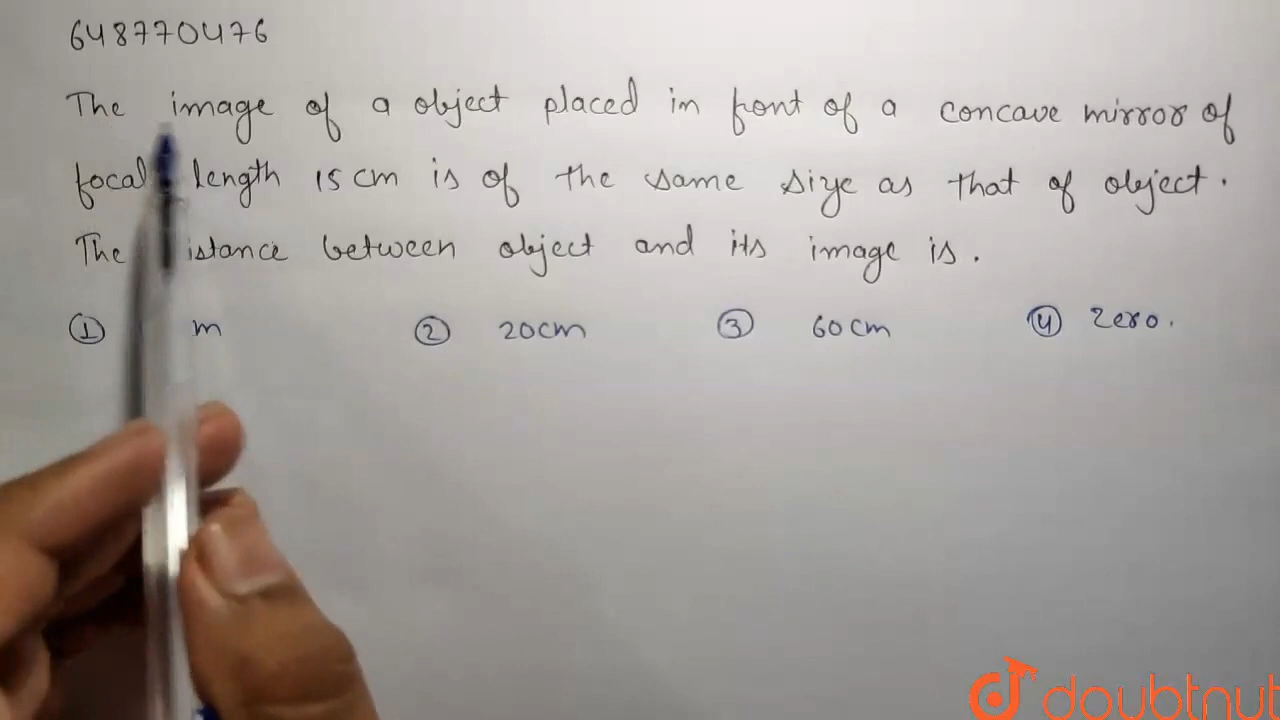 648770476
The image of a object placed in front of a concave mirror of
focal length 15 cm is of the same size as that of object.
The istance between object and its image is.
① m ② 20cm ③ 60cm ④ Zero.
doubtnut